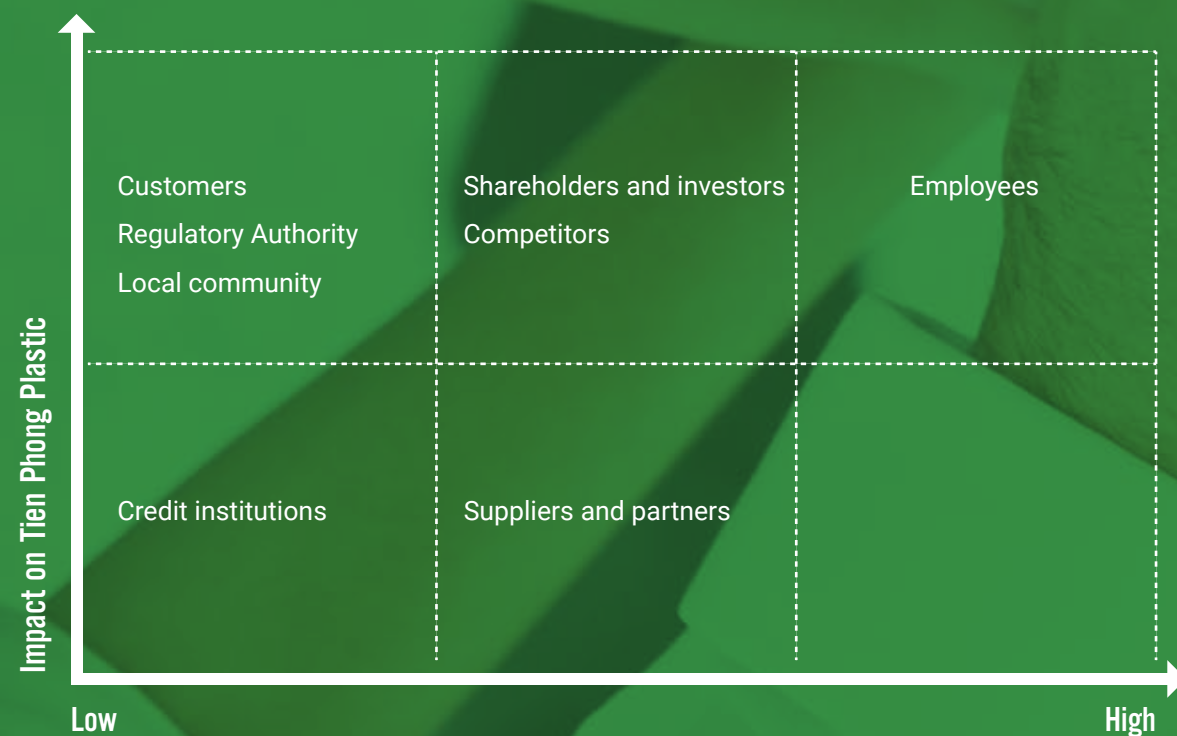 Impact on Tien Phong Plastic
Customers
Regulatory Authority
Local community
Shareholders and investors
Competitors
Employees
Credit institutions
Suppliers and partners
Low
High